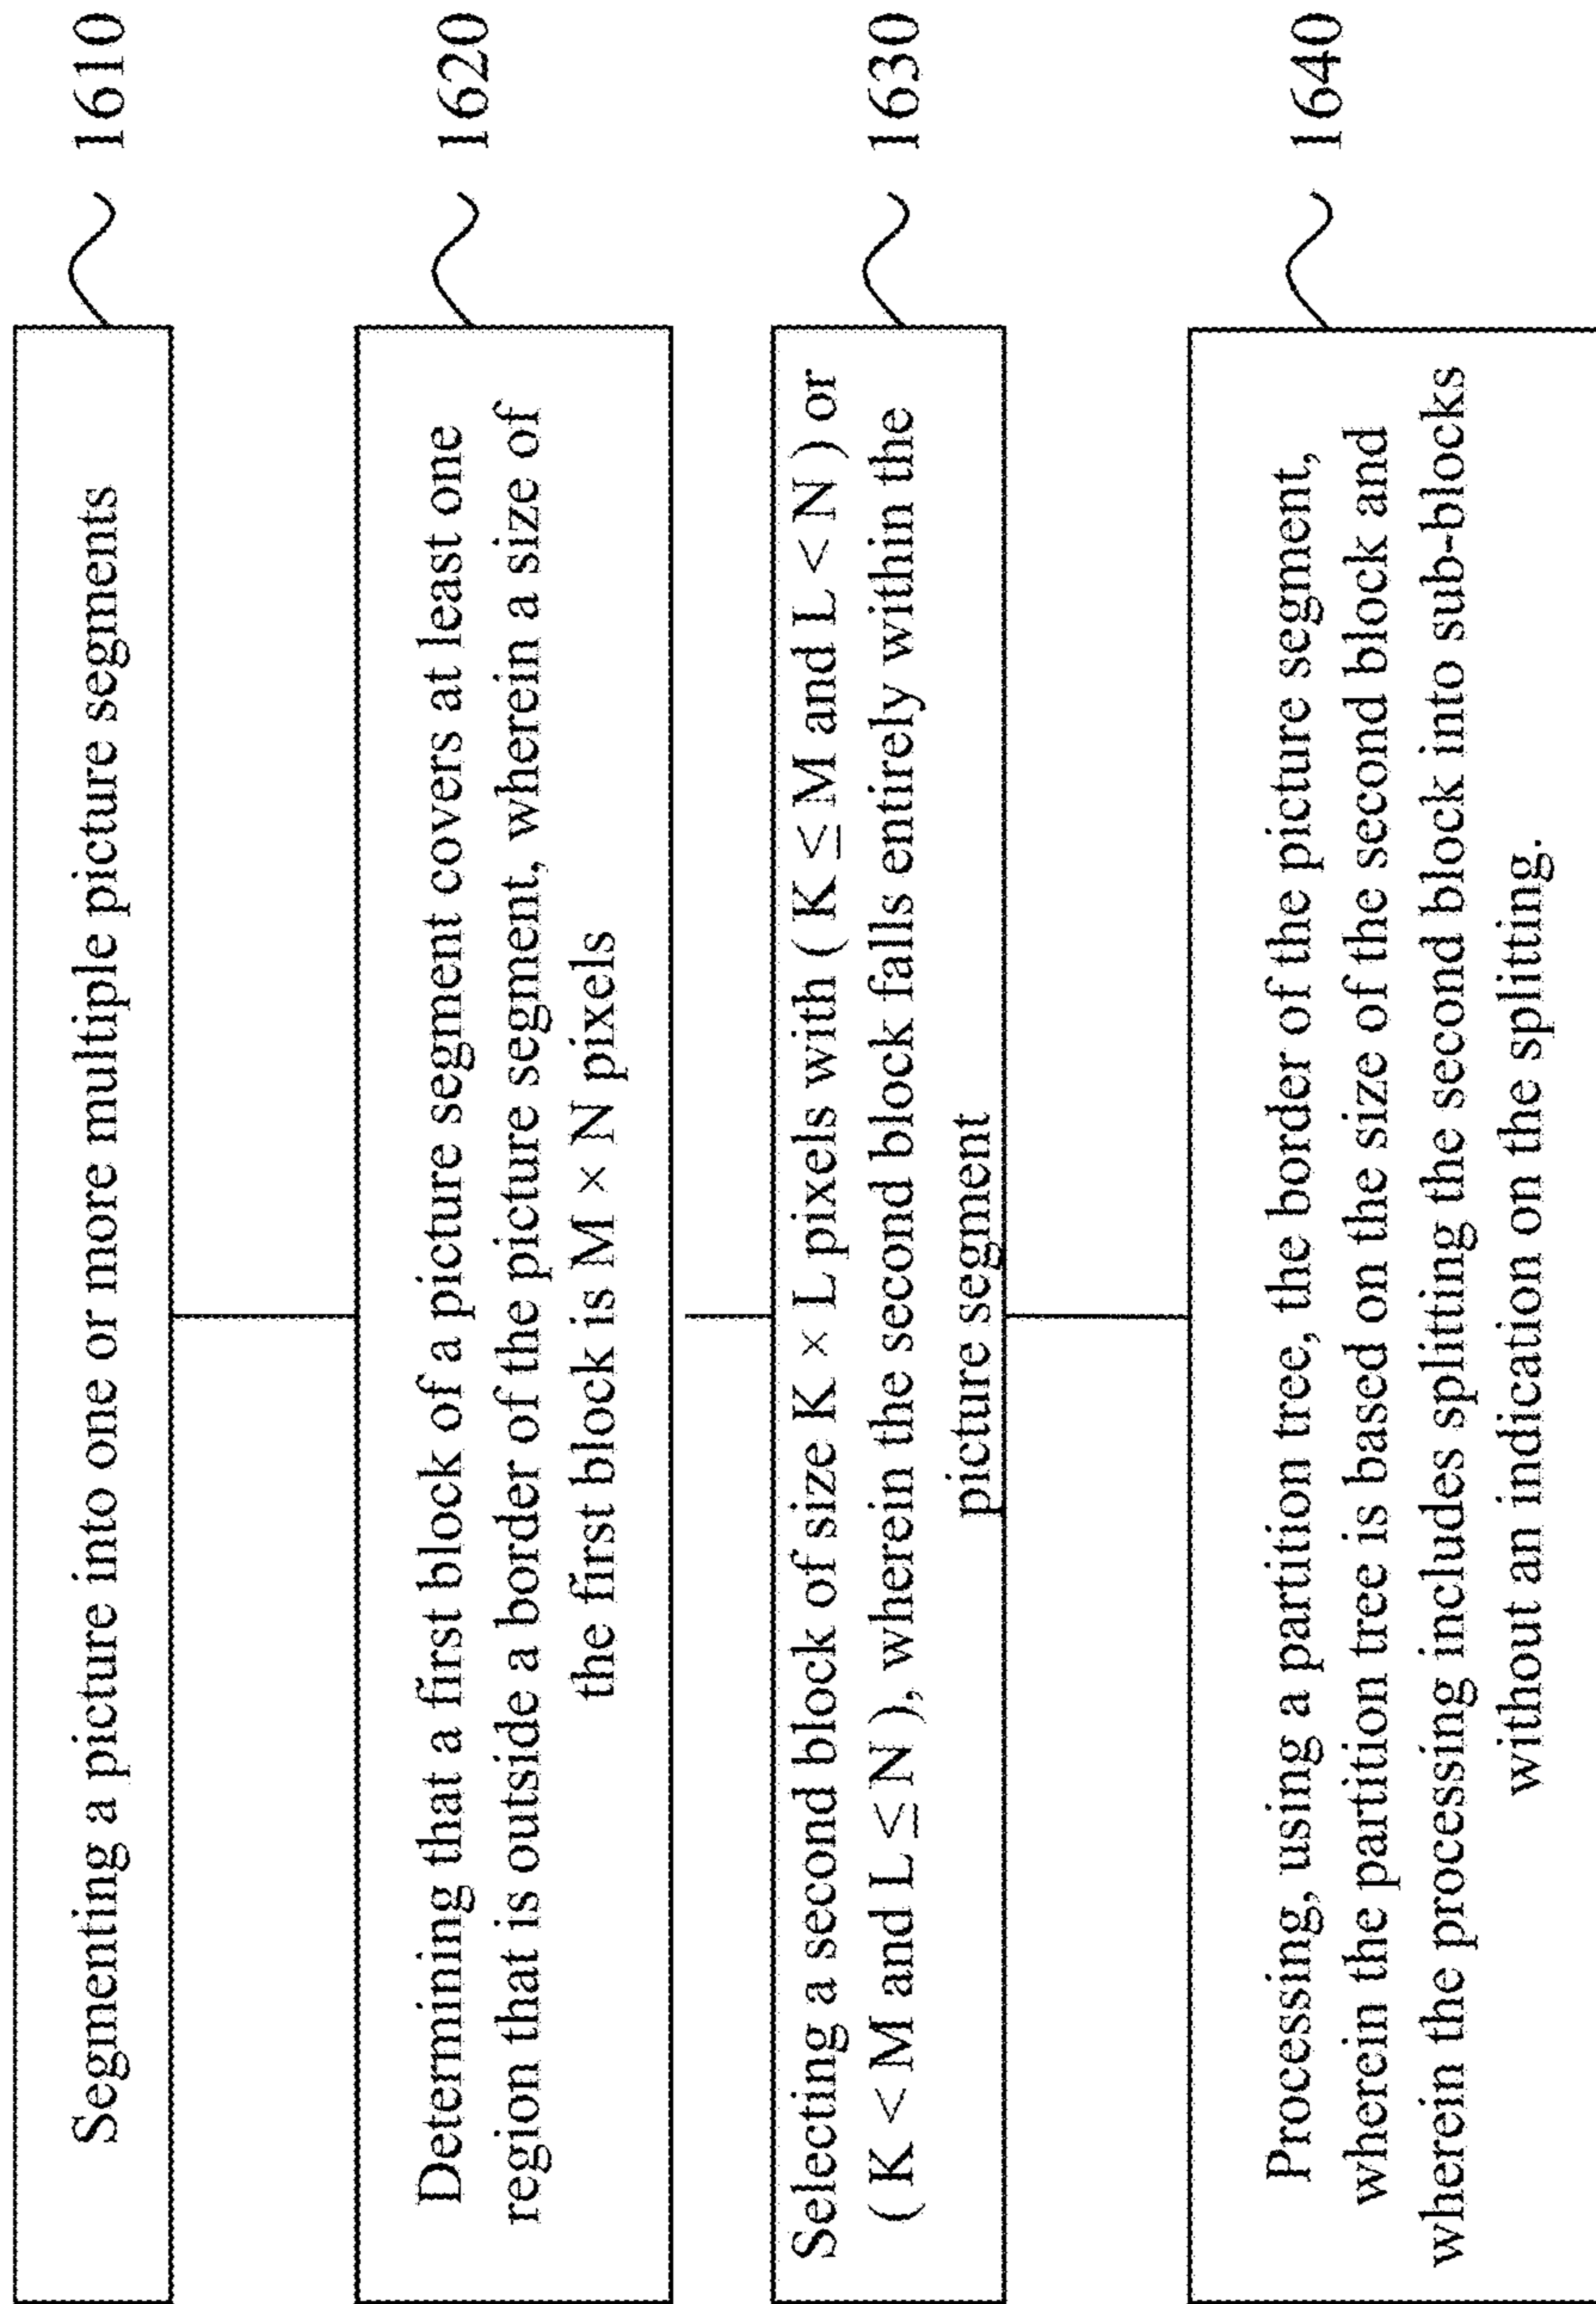 Segmenting a picture into one or more multiple picture segments
1610
Determining that a first block of a picture segment covers at least one
region that is outside a border of the picture segment, wherein a size of
the first block is M × N pixels
1620
Selecting a second block of size K × L pixels with ( K ≤ M and L < N ) or
( K < M and L ≤ N ), wherein the second block falls entirely within the
picture segment
1630
Processing, using a partition tree, the border of the picture segment,
wherein the partition tree is based on the size of the second block and
wherein the processing includes splitting the second block into sub-blocks
without an indication on the splitting.
1640